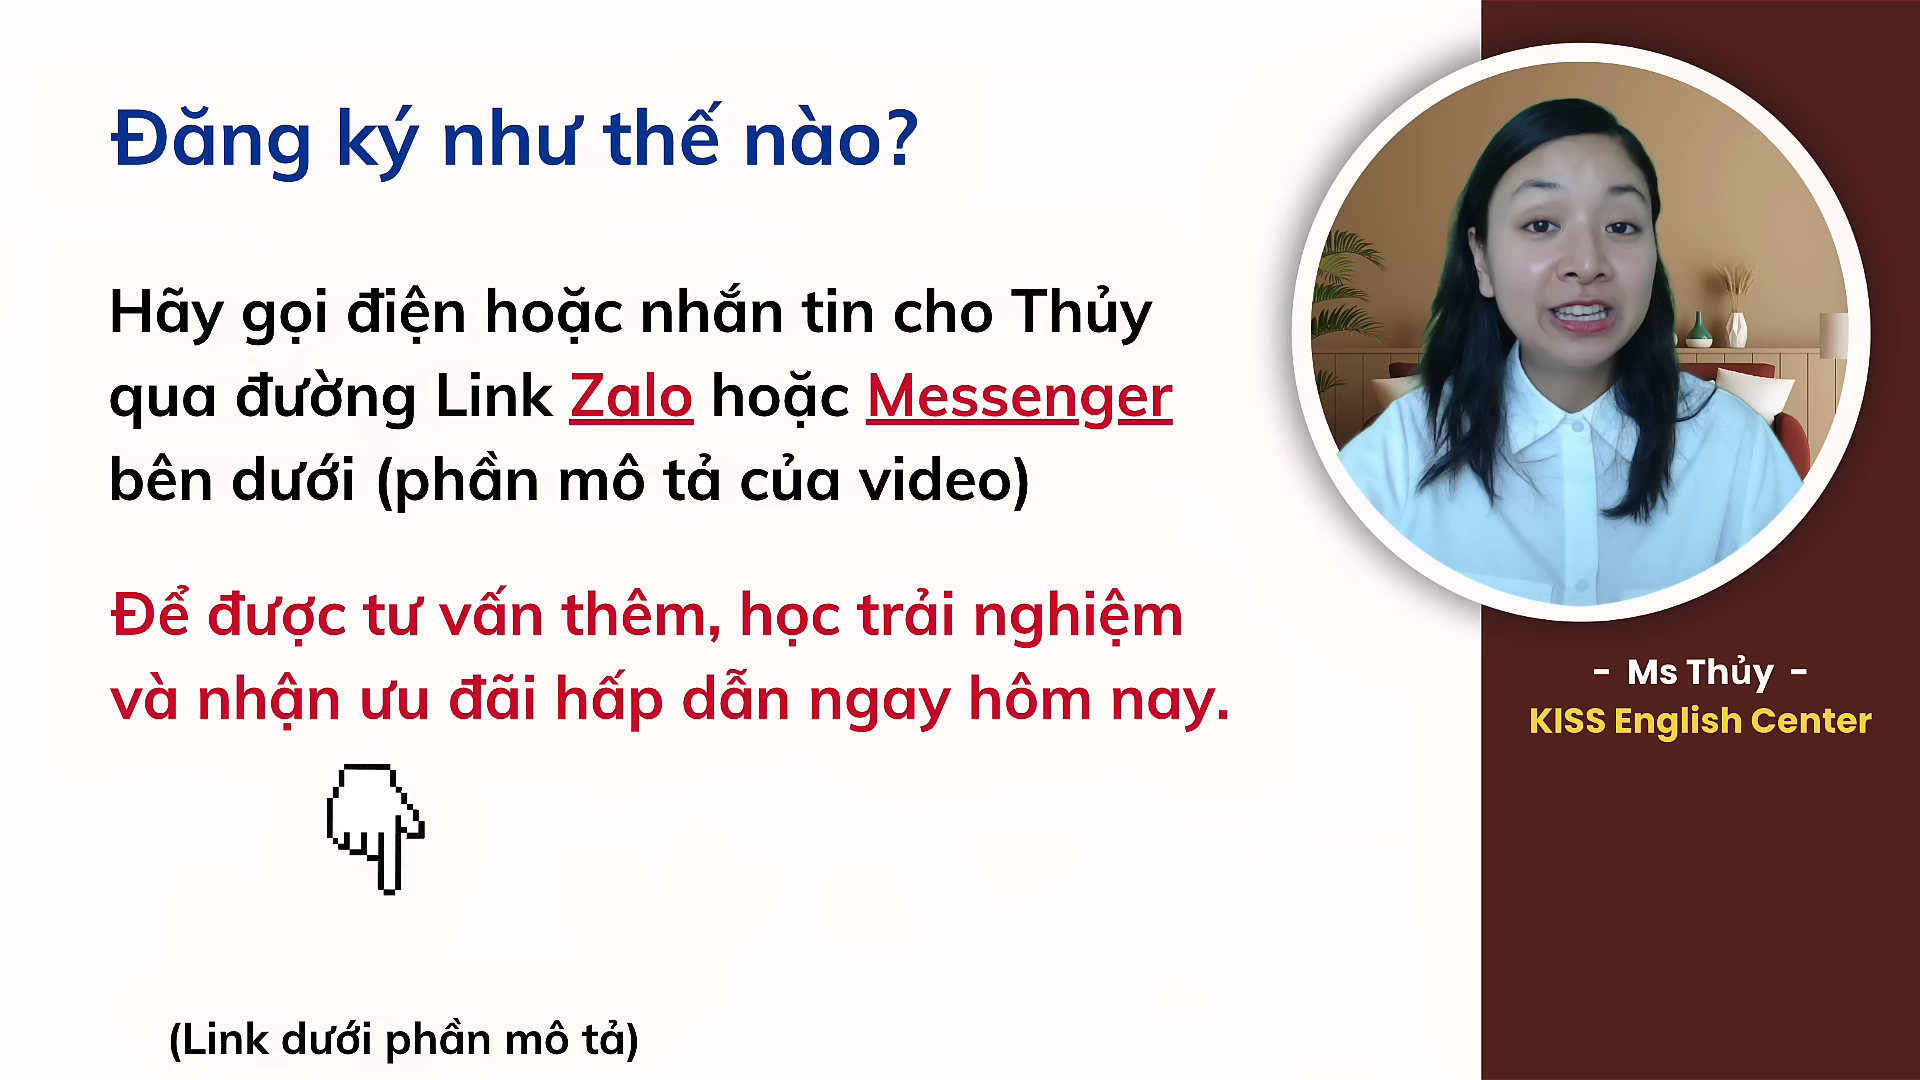 Đăng ký như thế nào?
Hãy gọi điện hoặc nhắn tin cho Thủy
qua đường Link Zalo hoặc Messenger
bên dưới (phần mô tả của video)
Để được tư vấn thêm, học trải nghiệm
và nhận ưu đãi hấp dẫn ngay hôm nay.
(Link dưới phần mô tả)
- Ms Thủy -
KISS English Center